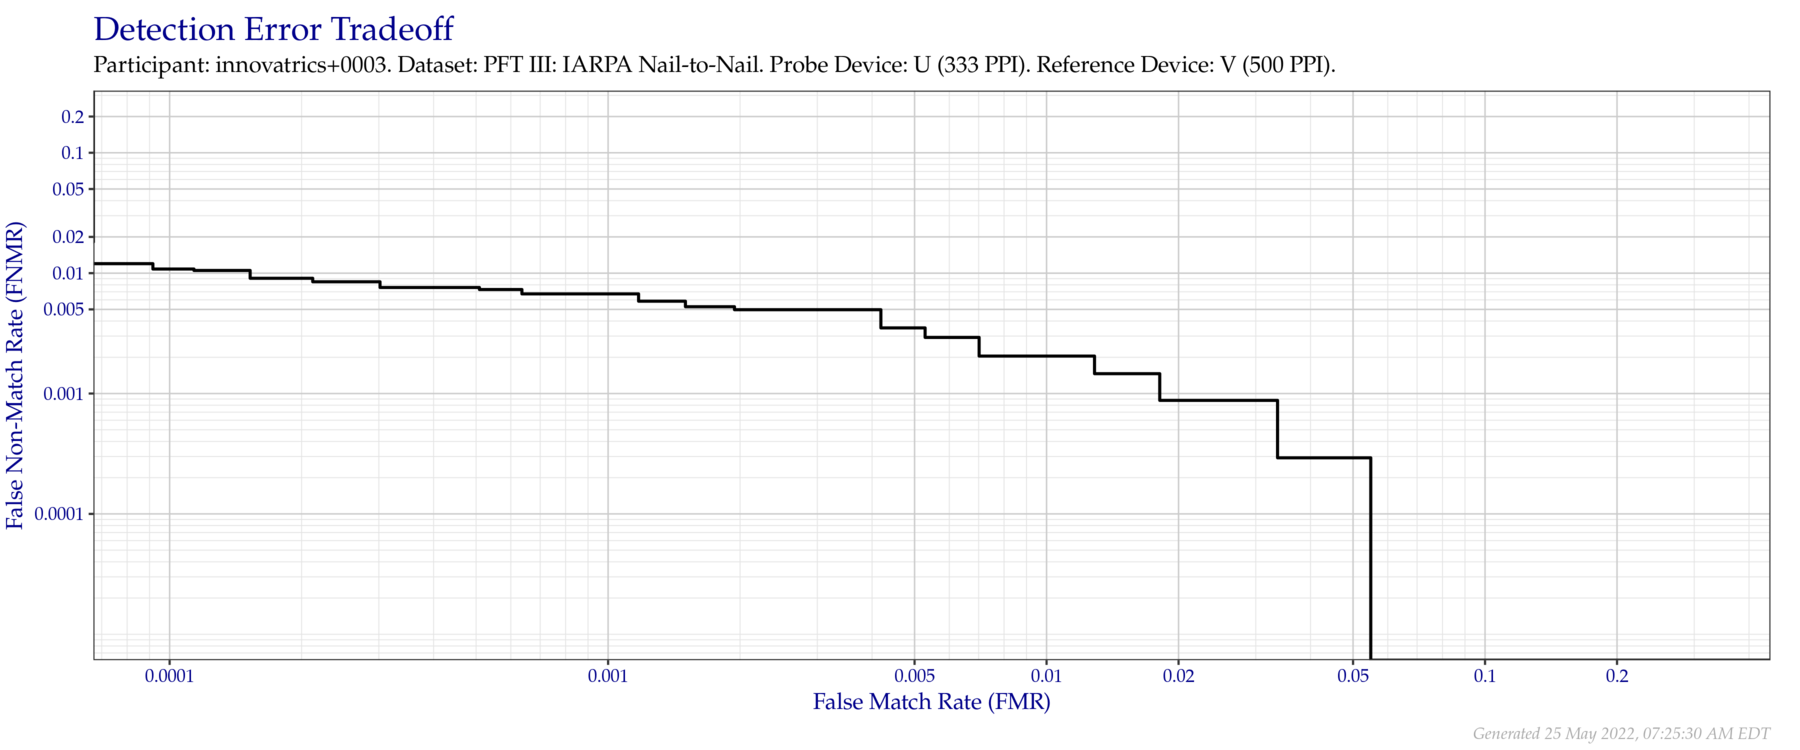 Detection Error Tradeoff
Participant: innovatrics+0003. Dataset: PFT III: IARPA Nail-to-Nail. Probe Device: U (333 PPI). Reference Device: V (500 PPI).
False Non-Match Rate (FNMR)
0.2
0.1
0.05
0.02
0.01
0.005
0.001
0.0001
0.0001 0.001 0.005 0.01 0.02 0.05 0.1 0.2
False Match Rate (FMR)
Generated 25 May 2022, 07:25:30 AM EDT